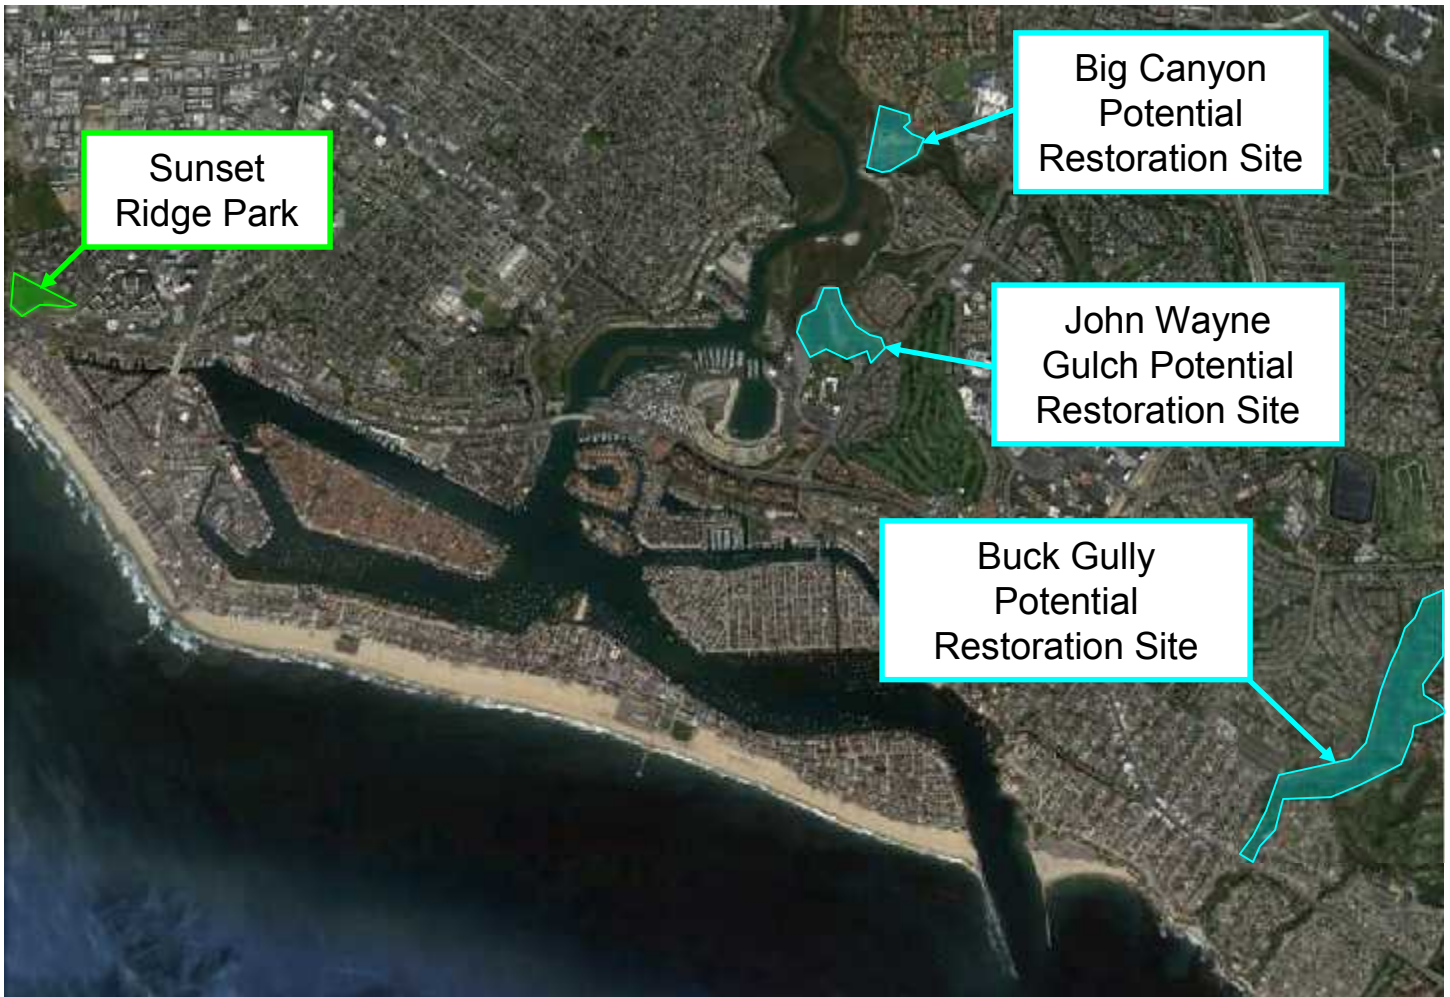 Big Canyon
Potential
Restoration Site
Sunset
Ridge Park
John Wayne
Gulch Potential
Restoration Site
Buck Gully
Potential
Restoration Site